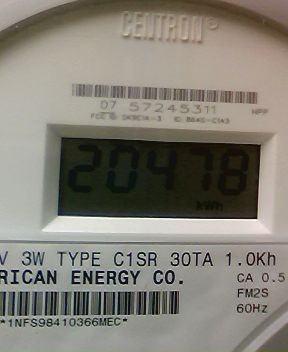 CENTRON®
07 57245311
NPP
20478
kWh
V 3W TYPE C1SR 30TA 1.0Kh
RICAN ENERGY CO.
CA 0.5
FM2S
60Hz
*1NFS98410366MEC*